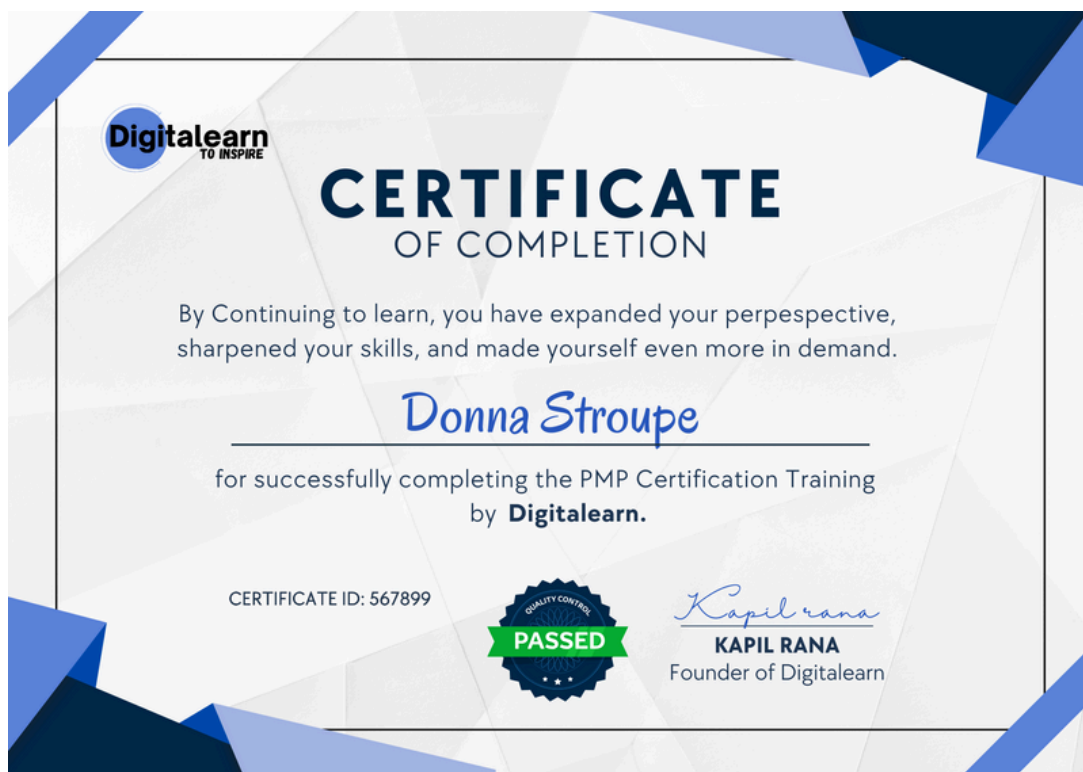 Digitalearn
TO INSPIRE
CERTIFICATE
OF COMPLETION
By Continuing to learn, you have expanded your perpespective,
sharpened your skills, and made yourself even more in demand.
Donna Stroupe
for successfully completing the PMP Certification Training
by Digitalearn.
CERTIFICATE ID: 567899
QUALITY CONTROL
PASSED
Kapil rana
KAPIL RANA
Founder of Digitalearn